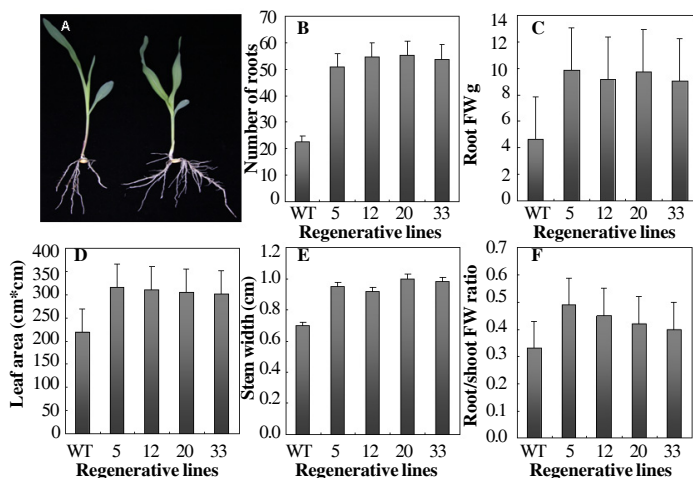 A
B
Number of roots
70
60
50
40
30
20
10
0
WT 5 12 20 33
Regenerative lines
C
Root FW g
14
12
10
8
6
4
2
0
WT 5 12 20 33
Regenerative lines
D
Leaf area (cm*cm)
400
350
300
250
200
150
100
50
0
WT 5 12 20 33
Regenerative lines
E
Stem width (cm)
1.2
1.0
0.8
0.6
0.4
0.2
0.0
WT 5 12 20 33
Regenerative lines
F
Root/shoot FW ratio
0.7
0.6
0.5
0.4
0.3
0.2
0.1
0.0
WT 5 12 20 33
Regenerative lines